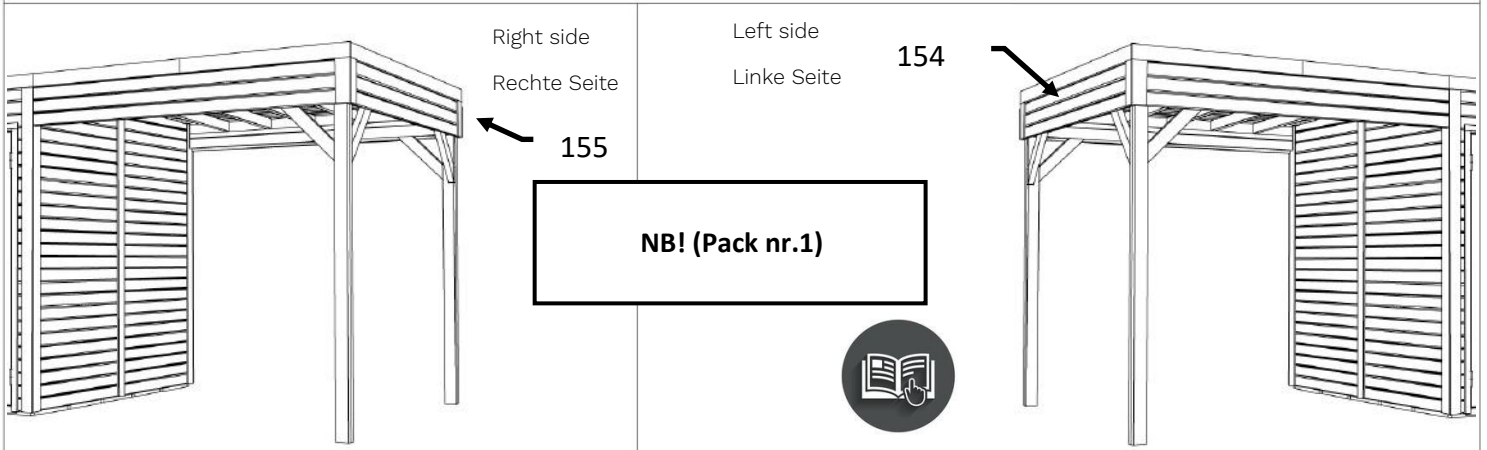 Right side
Rechte Seite
155
Left side
Linke Seite
154
NB! (Pack nr.1)